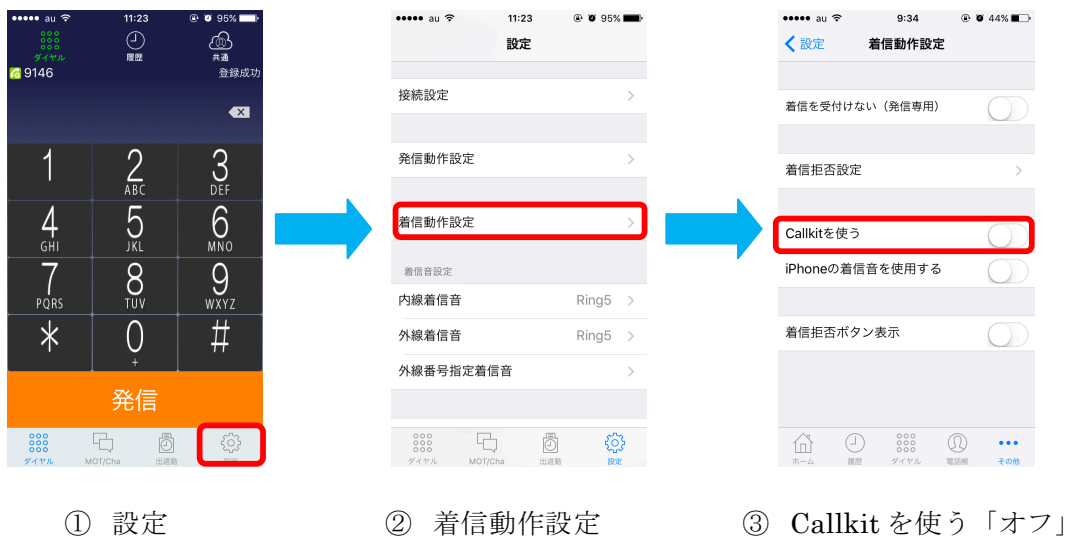 au 11:23 95%
ダイヤル 履歴 共通
9146 登録成功
1 2 3
ABC DEF
4 5 6
GHI JKL MNO
7 8 9
PQRS TUV WXYZ
* 0 #
+
発信
ダイヤル MOT/Cha 出退勤 設定
① 設定
au 11:23 95%
設定
接続設定
発信動作設定
着信動作設定
着信音設定
内線着信音 Ring5
外線着信音 Ring5
外線番号指定着信音
ダイヤル MOT/Cha 出退勤 設定
② 着信動作設定
au 9:34 44%
設定 着信動作設定
着信を受付けない（発信専用）
着信拒否設定
Callkitを使う
iPhoneの着信音を使用する
着信拒否ボタン表示
ホーム 履歴 ダイヤル 電話帳 その他
③ Callkit を使う「オフ」